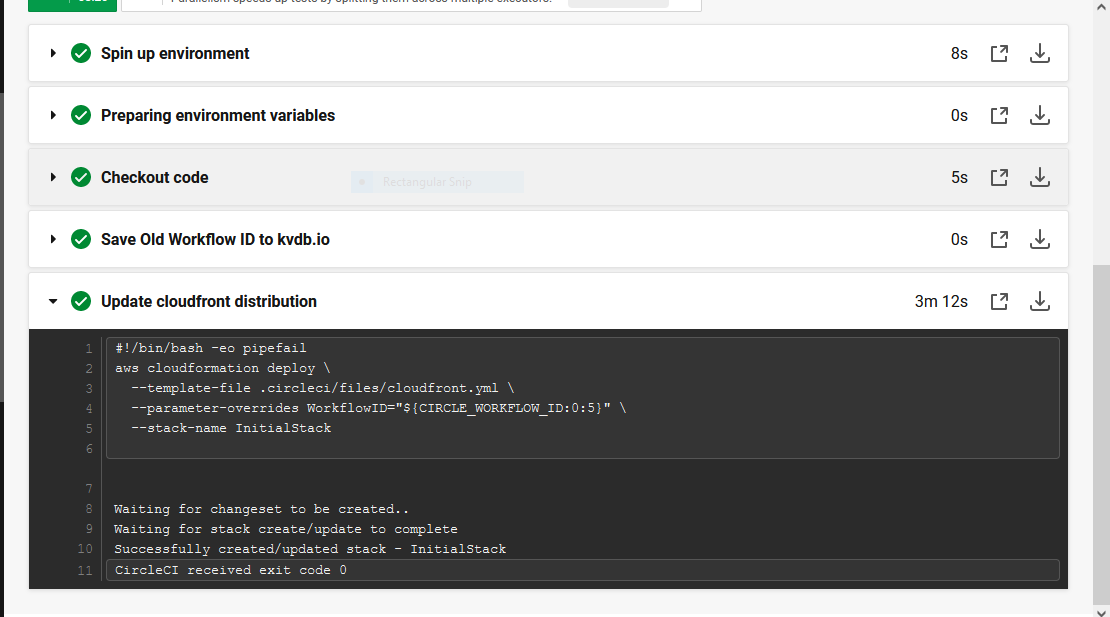 Parallelism speeds up tests by splitting them across multiple executors.
Spin up environment 8s
Preparing environment variables 0s
Checkout code 5s
Rectangular Snip
Save Old Workflow ID to kvdb.io 0s
Update cloudfront distribution 3m 12s
1 #!/bin/bash -eo pipefail
2 aws cloudformation deploy \
3 --template-file .circleci/files/cloudfront.yml \
4 --parameter-overrides WorkflowID="${CIRCLE_WORKFLOW_ID:0:5}" \
5 --stack-name InitialStack
6
7
8 Waiting for changeset to be created..
9 Waiting for stack create/update to complete
10 Successfully created/updated stack - InitialStack
11 CircleCI received exit code 0